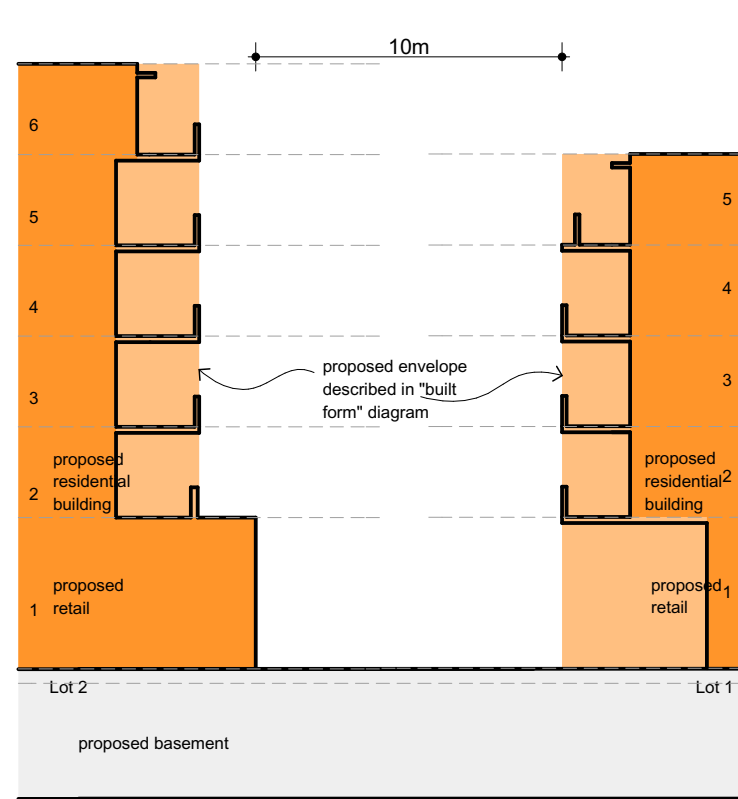 10m
6
5
5
4
4
proposed envelope
described in "built
form" diagram
3
3
proposed
residential
building
2
proposed
residential
building
2
proposed
retail
1
proposed
retail
1
Lot 2
Lot 1
proposed basement